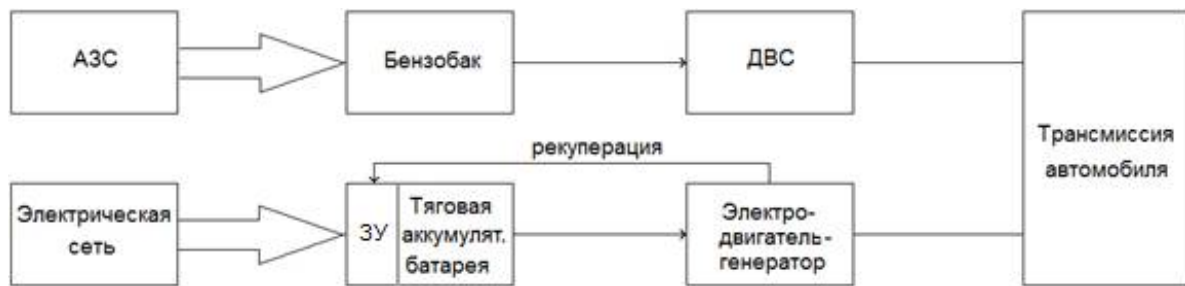 АЗС
Бензобак
ДВС
Трансмиссия
автомобиля
рекуперация
Электрическая
сеть
ЗУ
Тяговая
аккумулят.
батарея
Электро-
двигатель-
генератор